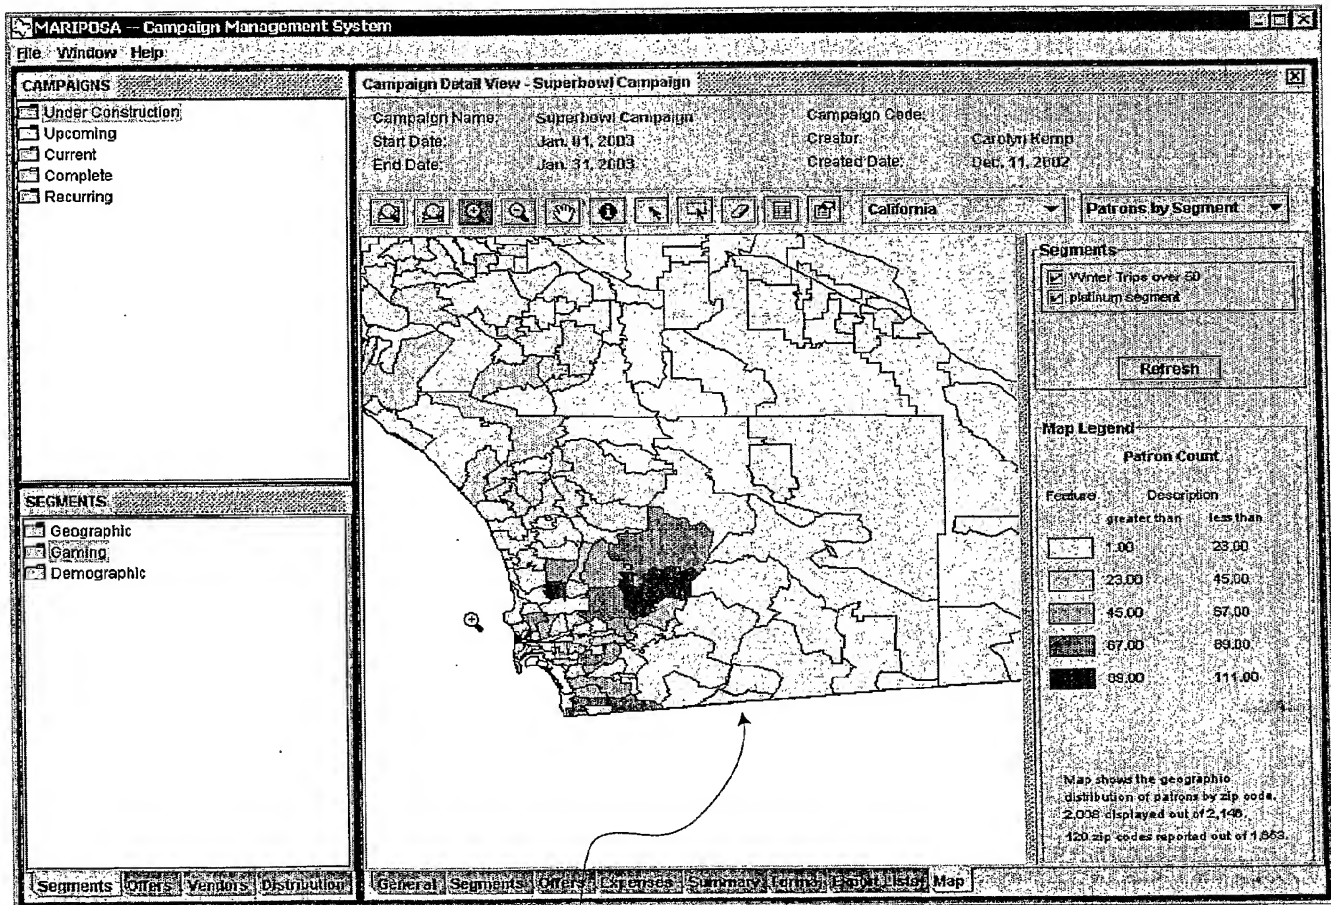 MARIPOSA -- Campaign Management System
File Window Help
CAMPAIGNS
Under Construction
Upcoming
Current
Complete
Recurring
SEGMENTS
Geographic
Gaming
Demographic
Segments Offers Vendors Distribution
Campaign Detail View - Superbowl Campaign
Campaign Name: Superbowl Campaign Campaign Code:
Start Date: Jan. 01, 2003 Creator: Carolyn Kemp
End Date: Jan. 31, 2003 Created Date: Dec. 11, 2002
California Patrons by Segment
Segments
Winter Trips over 50
platinum segment
Refresh
Map Legend
Patron Count
Feature Description
greater than less than
1.00 23.00
23.00 45.00
45.00 67.00
67.00 89.00
89.00 111.00
Map shows the geographic
distribution of patrons by zip code.
2,008 displayed out of 2,146.
120 zip codes reported out of
General Segments Offers Expenses Summary Format Export Lists Map